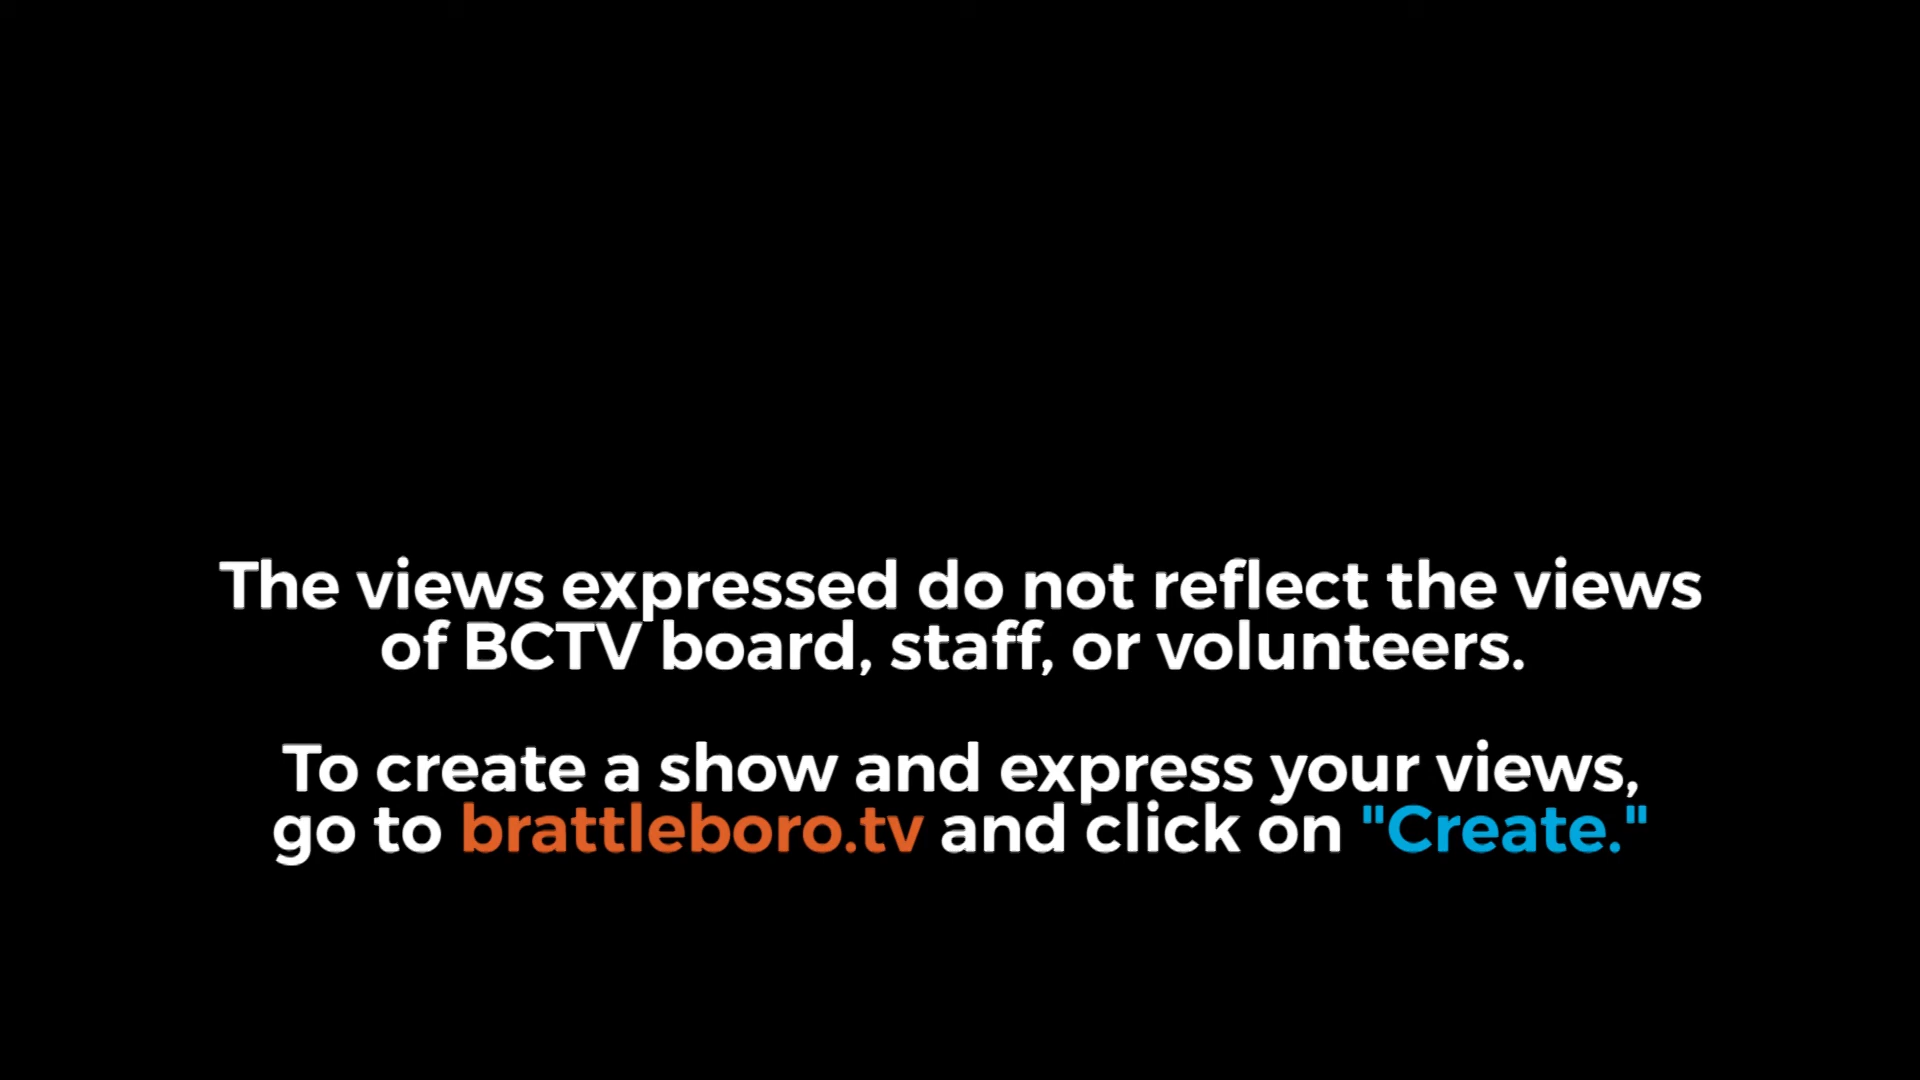 The views expressed do not reflect the views
of BCTV board, staff, or volunteers.
To create a show and express your views,
go to brattleboro.tv and click on "Create."